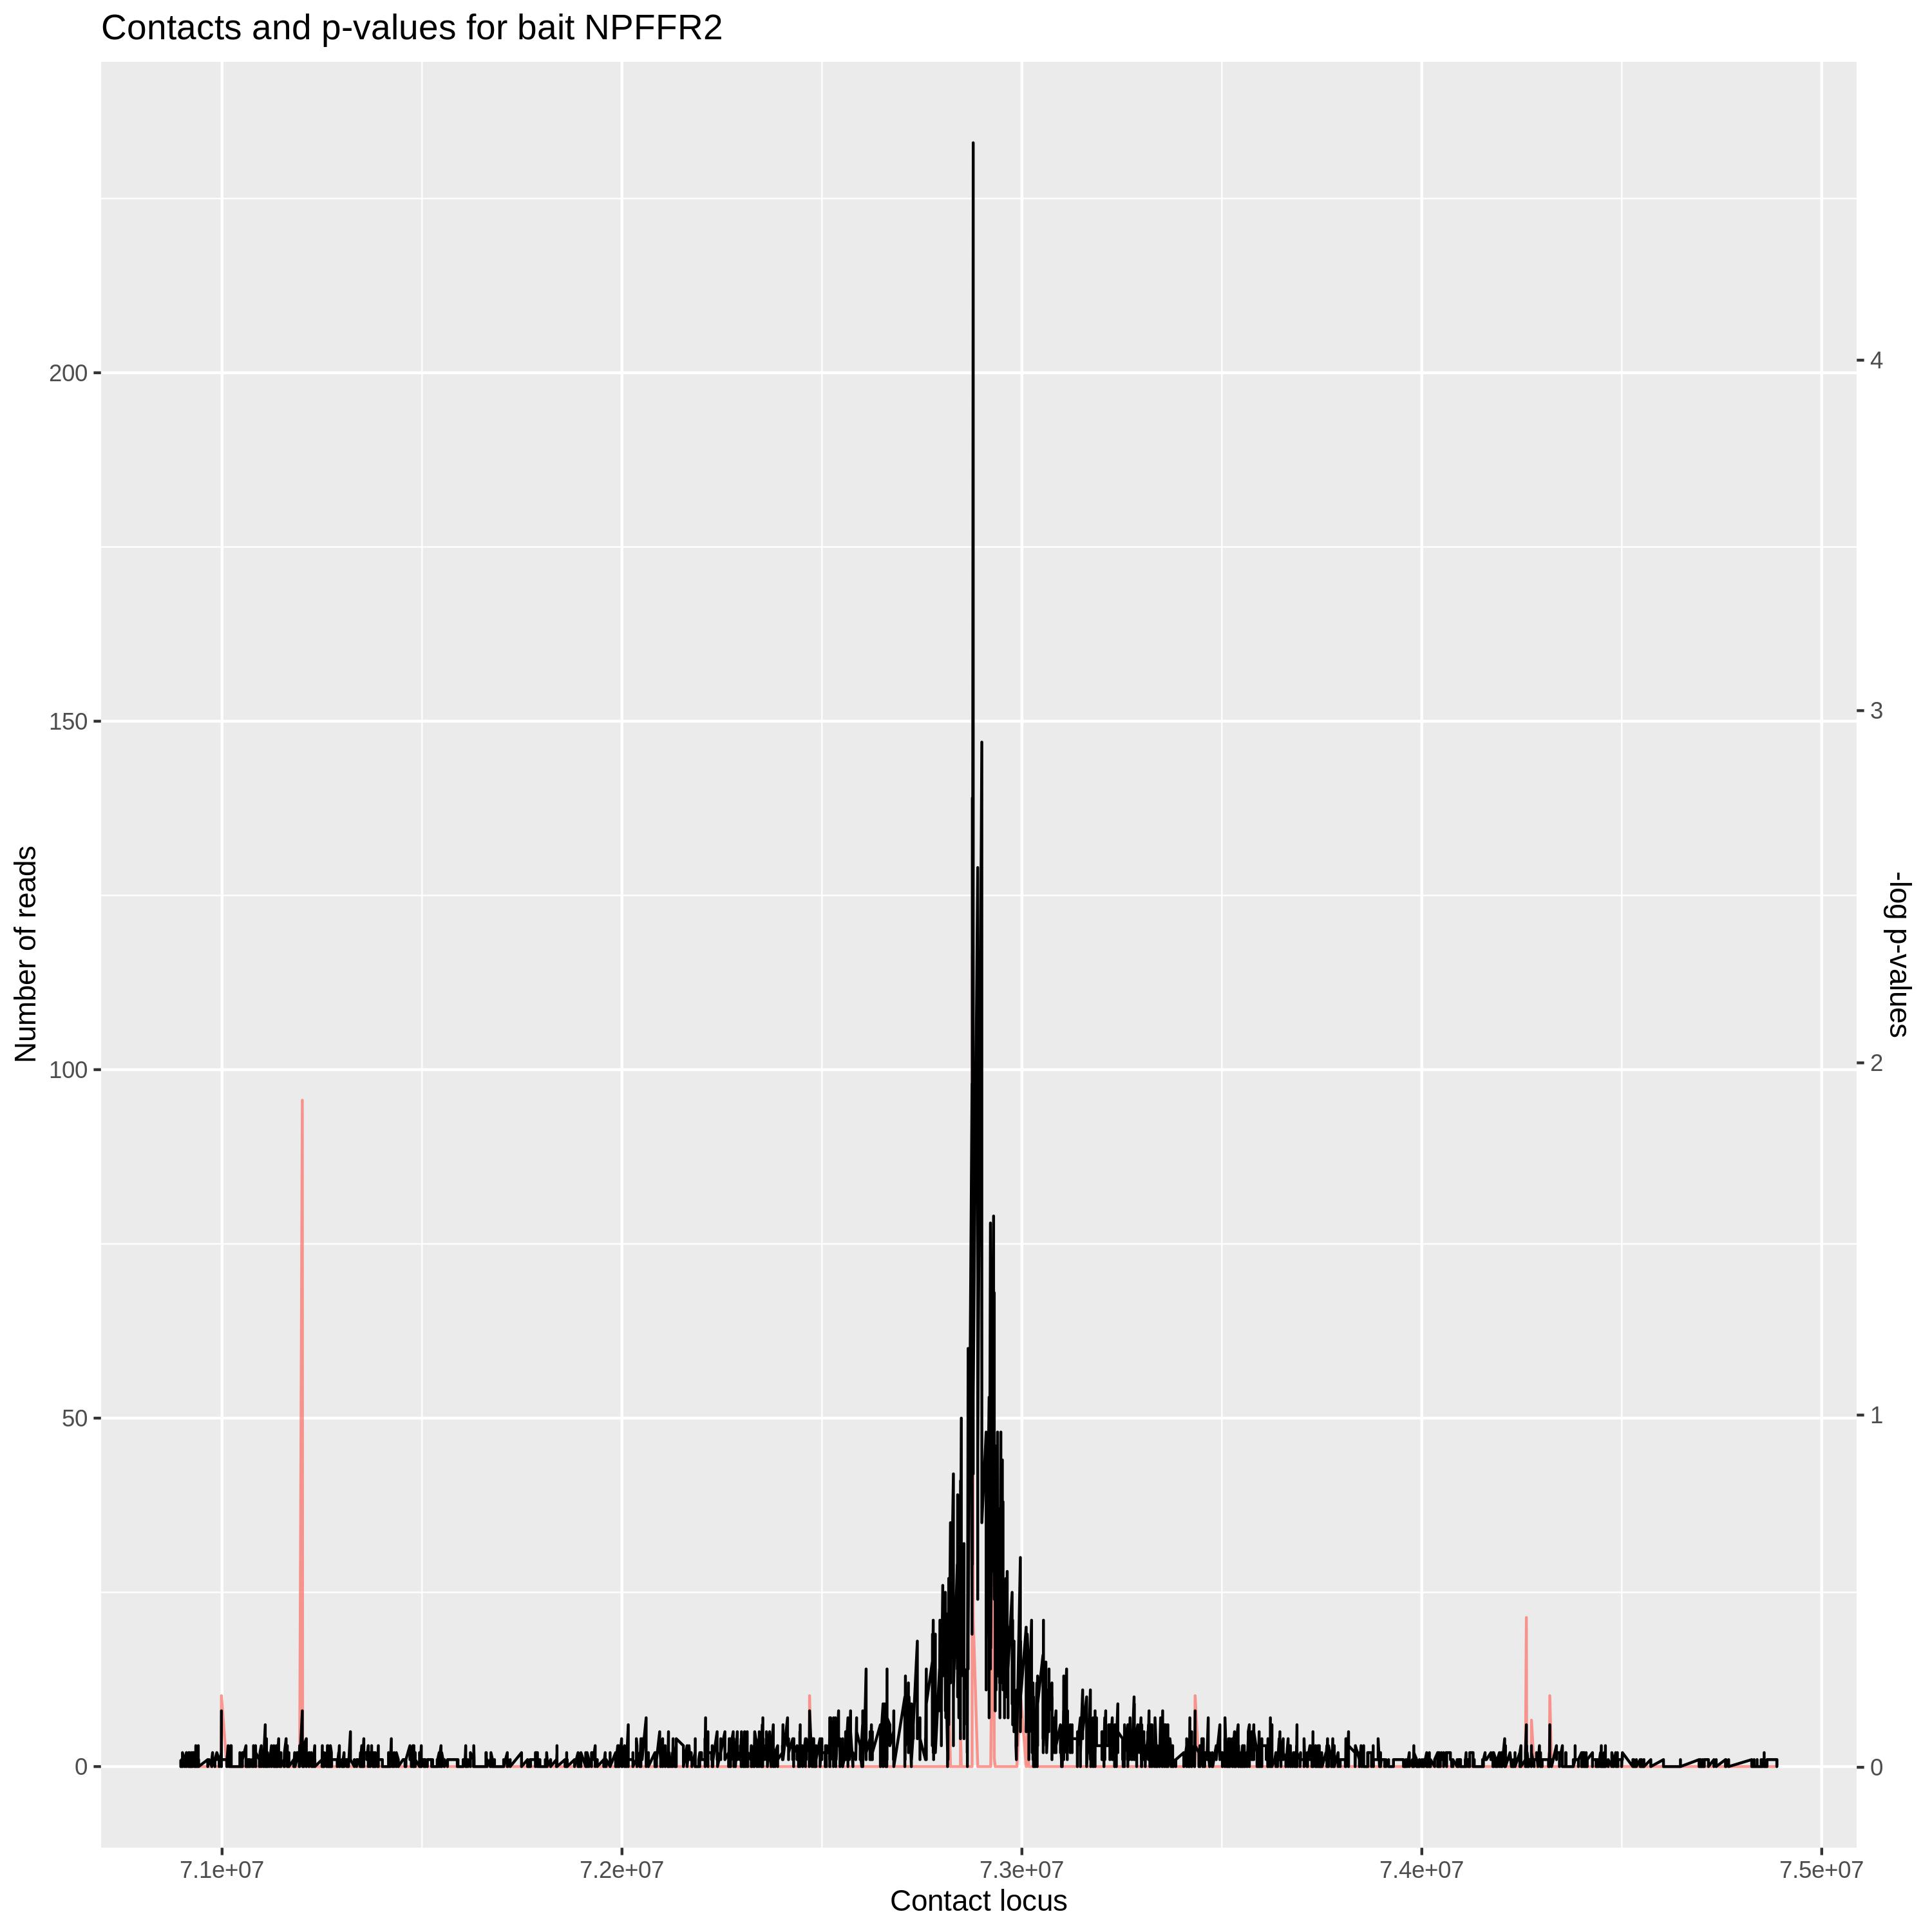 Contacts and p-values for bait NPFFR2
Number of reads
200
150
100
50
0
4
3
2
1
0
-log p-values
7.1e+07 7.2e+07 7.3e+07 7.4e+07 7.5e+07
Contact locus